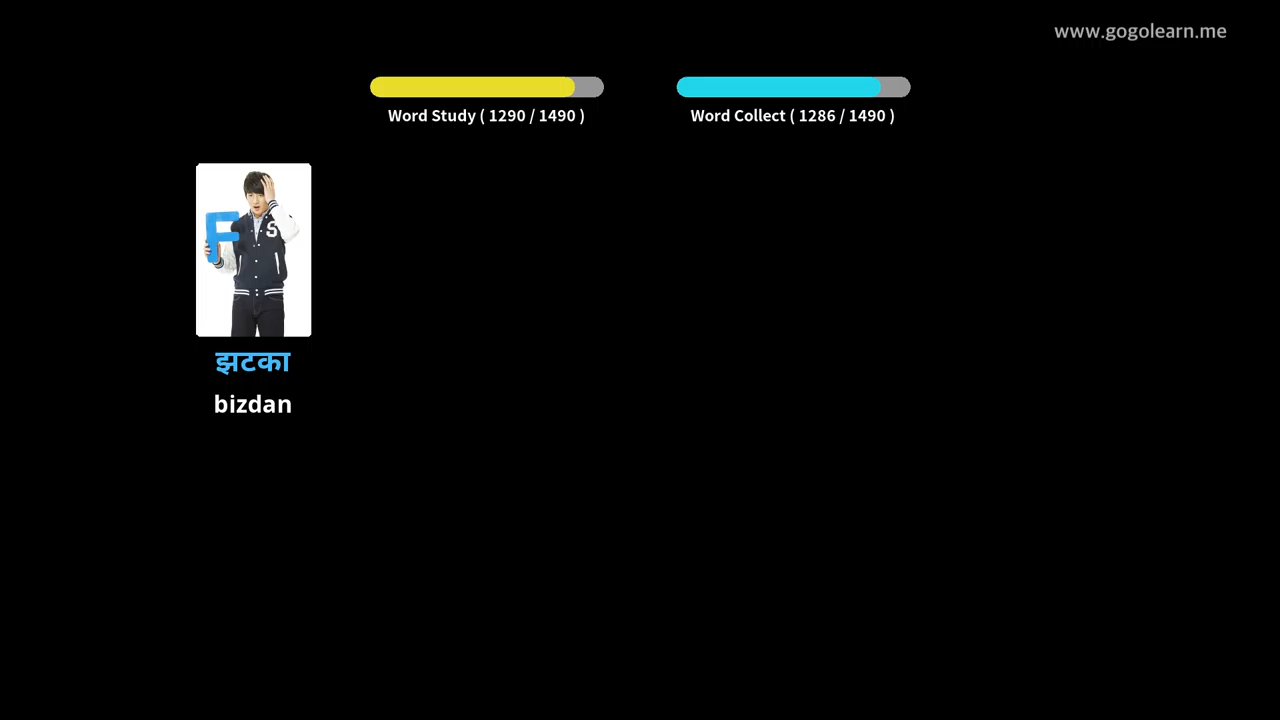 www.gogolearn.me
Word Study ( 1290 / 1490 )
Word Collect ( 1286 / 1490 )
F
S
झटका
bizdan